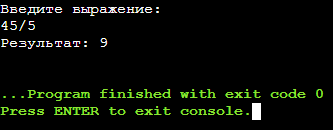 Введите выражение:
45/5
Результат: 9
...Program finished with exit code 0
Press ENTER to exit console.